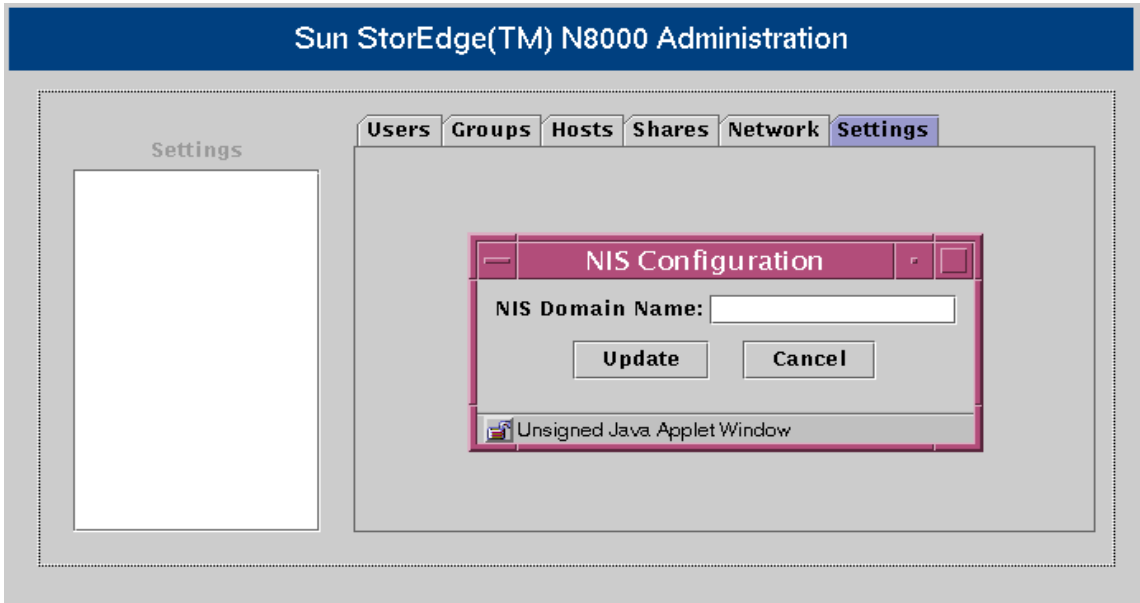 Sun StorEdge(TM) N8000 Administration
Users Groups Hosts Shares Network Settings
Settings
NIS Configuration
NIS Domain Name:
Update Cancel
Unsigned Java Applet Window